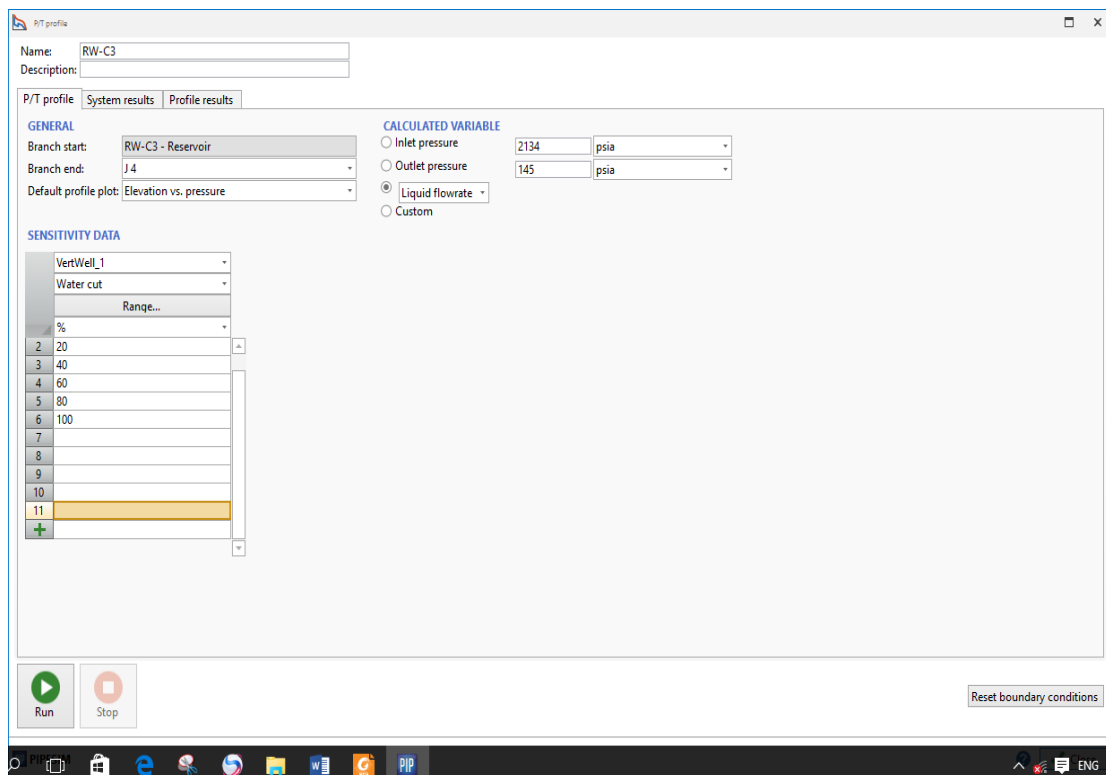 P/T profile
Name: RW-C3
Description:
P/T profile System results Profile results
GENERAL
Branch start: RW-C3 - Reservoir
Branch end: J 4
Default profile plot: Elevation vs. pressure
CALCULATED VARIABLE
Inlet pressure 2134 psia
Outlet pressure 145 psia
Liquid flowrate
Custom
SENSITIVITY DATA
VertWell_1
Water cut
Range...
%
2 20
3 40
4 60
5 80
6 100
7
8
9
10
11
Run
Stop
Reset boundary conditions
PIP
ENG